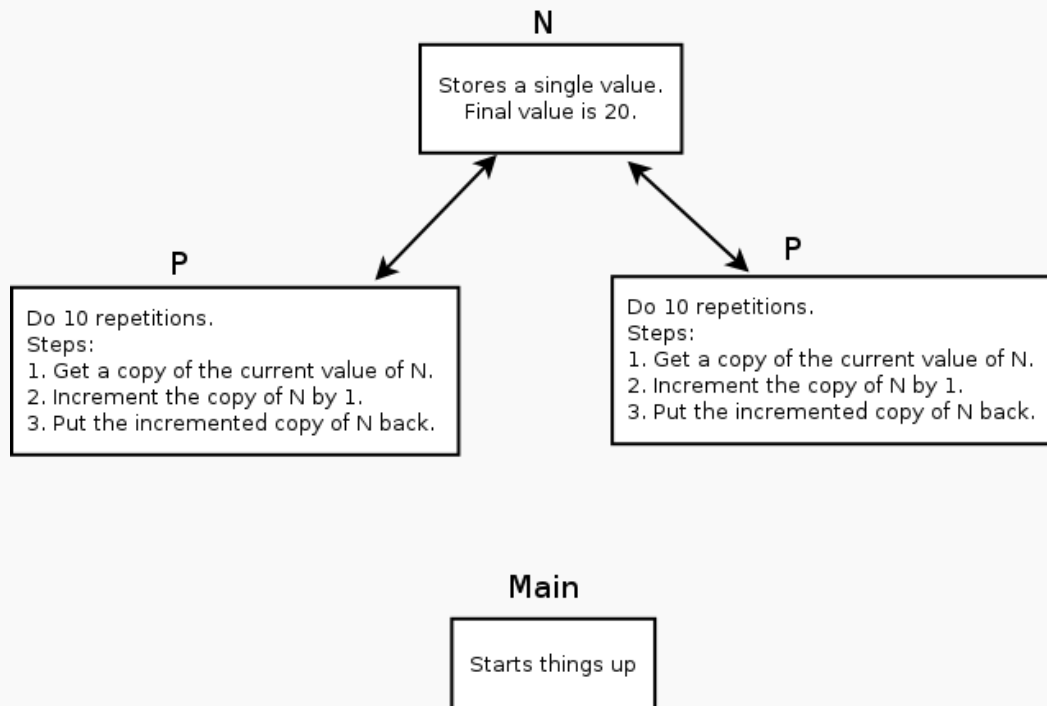 N
Stores a single value.
Final value is 20.
P
Do 10 repetitions.
Steps:
1. Get a copy of the current value of N.
2. Increment the copy of N by 1.
3. Put the incremented copy of N back.
P
Do 10 repetitions.
Steps:
1. Get a copy of the current value of N.
2. Increment the copy of N by 1.
3. Put the incremented copy of N back.
Main
Starts things up